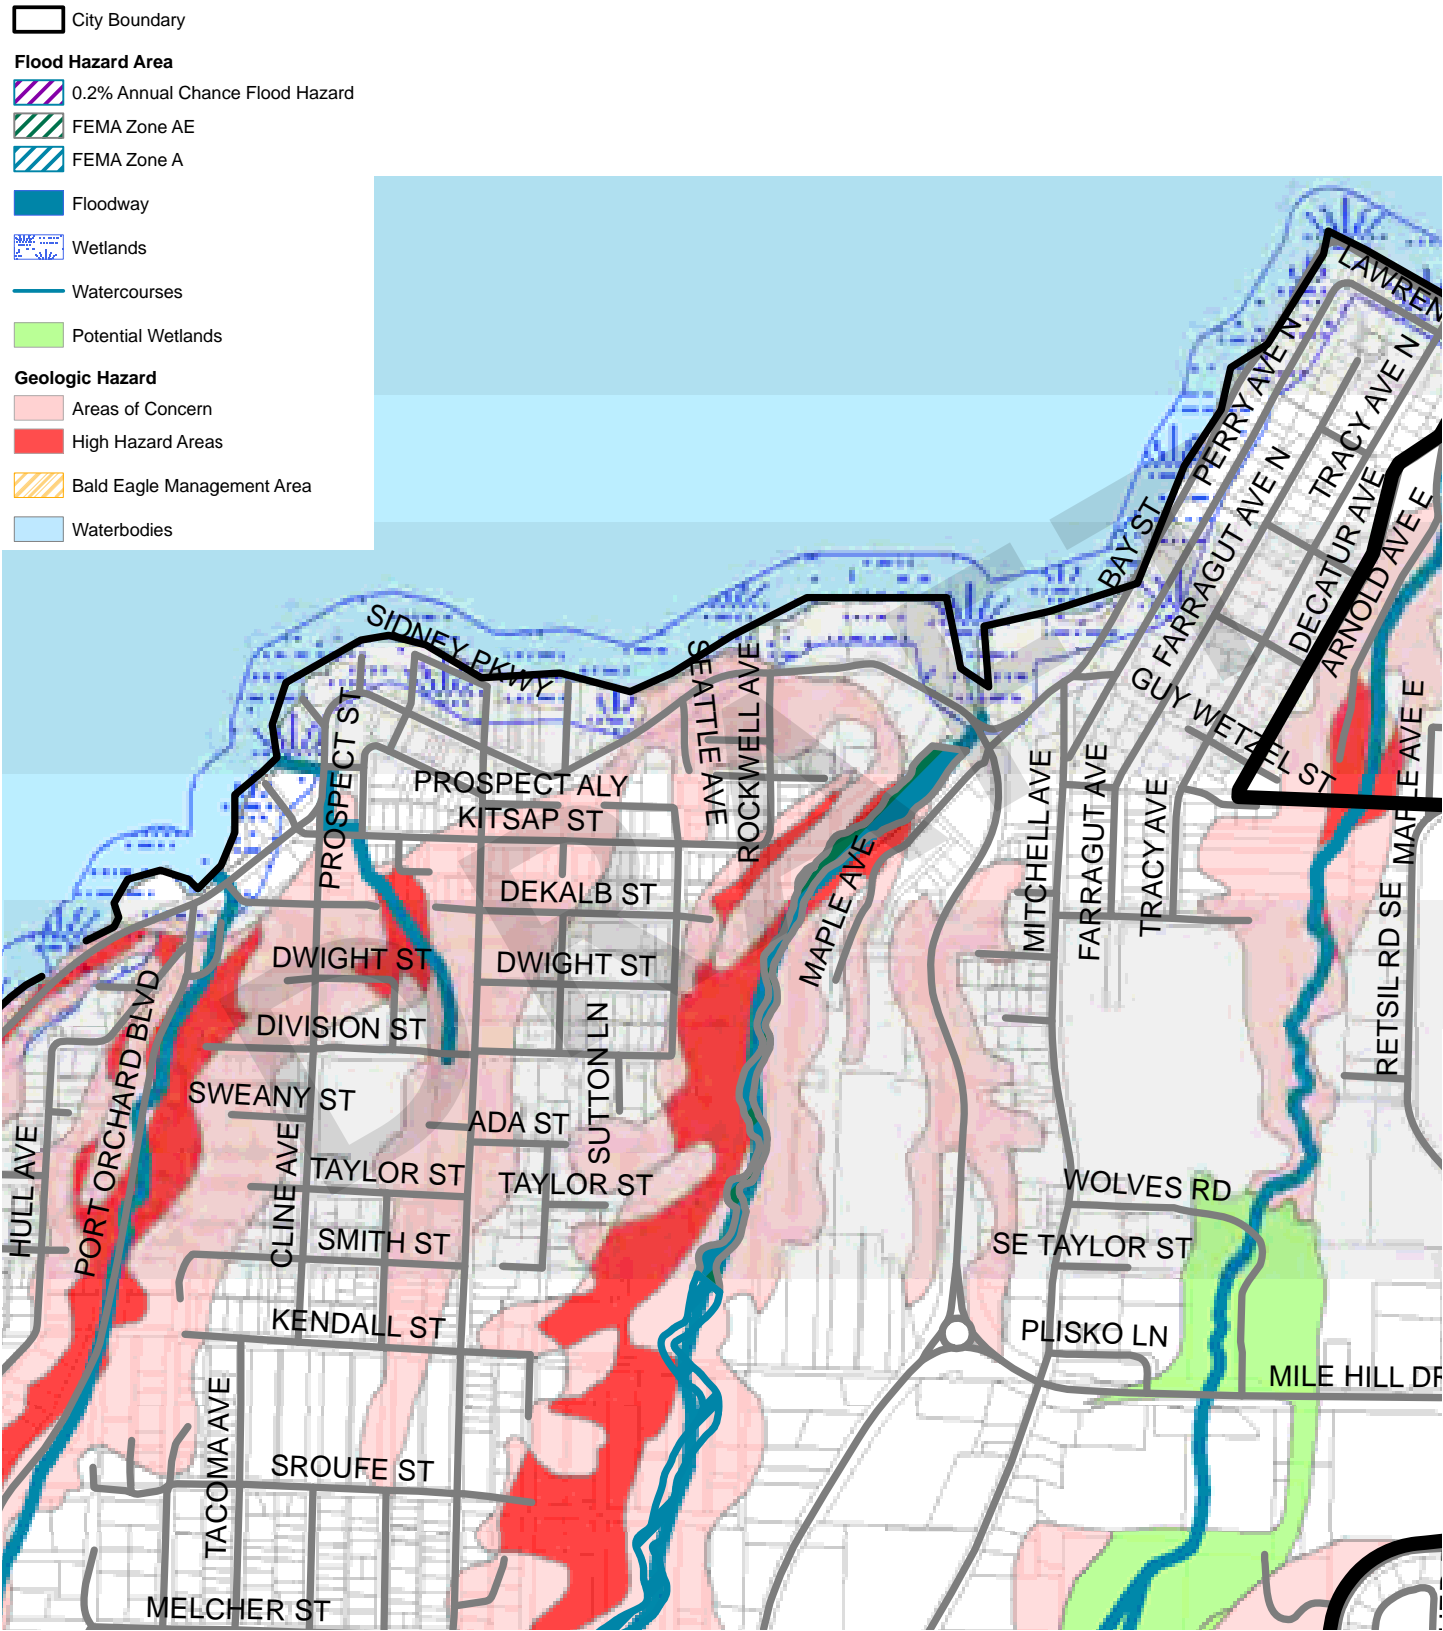 City Boundary
Flood Hazard Area
0.2% Annual Chance Flood Hazard
FEMA Zone AE
FEMA Zone A
Floodway
Wetlands
Watercourses
Potential Wetlands
Geologic Hazard
Areas of Concern
High Hazard Areas
Bald Eagle Management Area
Waterbodies
LAWREN
PERRY AVE N
TRACY AVE N
FARRAGUT AVE N
BAY ST
DECATUR AVE
ARNOLD AVE E
G
GUY WETZEL ST
SIDNEY PKWY
SEATTLE AVE
ROCKWELL AVE
PROSPECT ST
PROSPECT ALY
KITSAP ST
MAPLE AVE E
MITCHELL AVE
FARRAGUT AVE
TRACY AVE
DEKALB ST
MAPLE AVE
RETSIL RD SE
DWIGHT ST
DWIGHT ST
DIVISION ST
SUTTON LN
PORT ORCHARD BLVD
SWEANY ST
ADA ST
HULL AVE
CLINE AVE
TAYLOR ST
TAYLOR ST
WOLVES RD
SMITH ST
SE TAYLOR ST
KENDALL ST
PLISKO LN
MILE HILL DR
TACOMA AVE
SROUFE ST
MELCHER ST